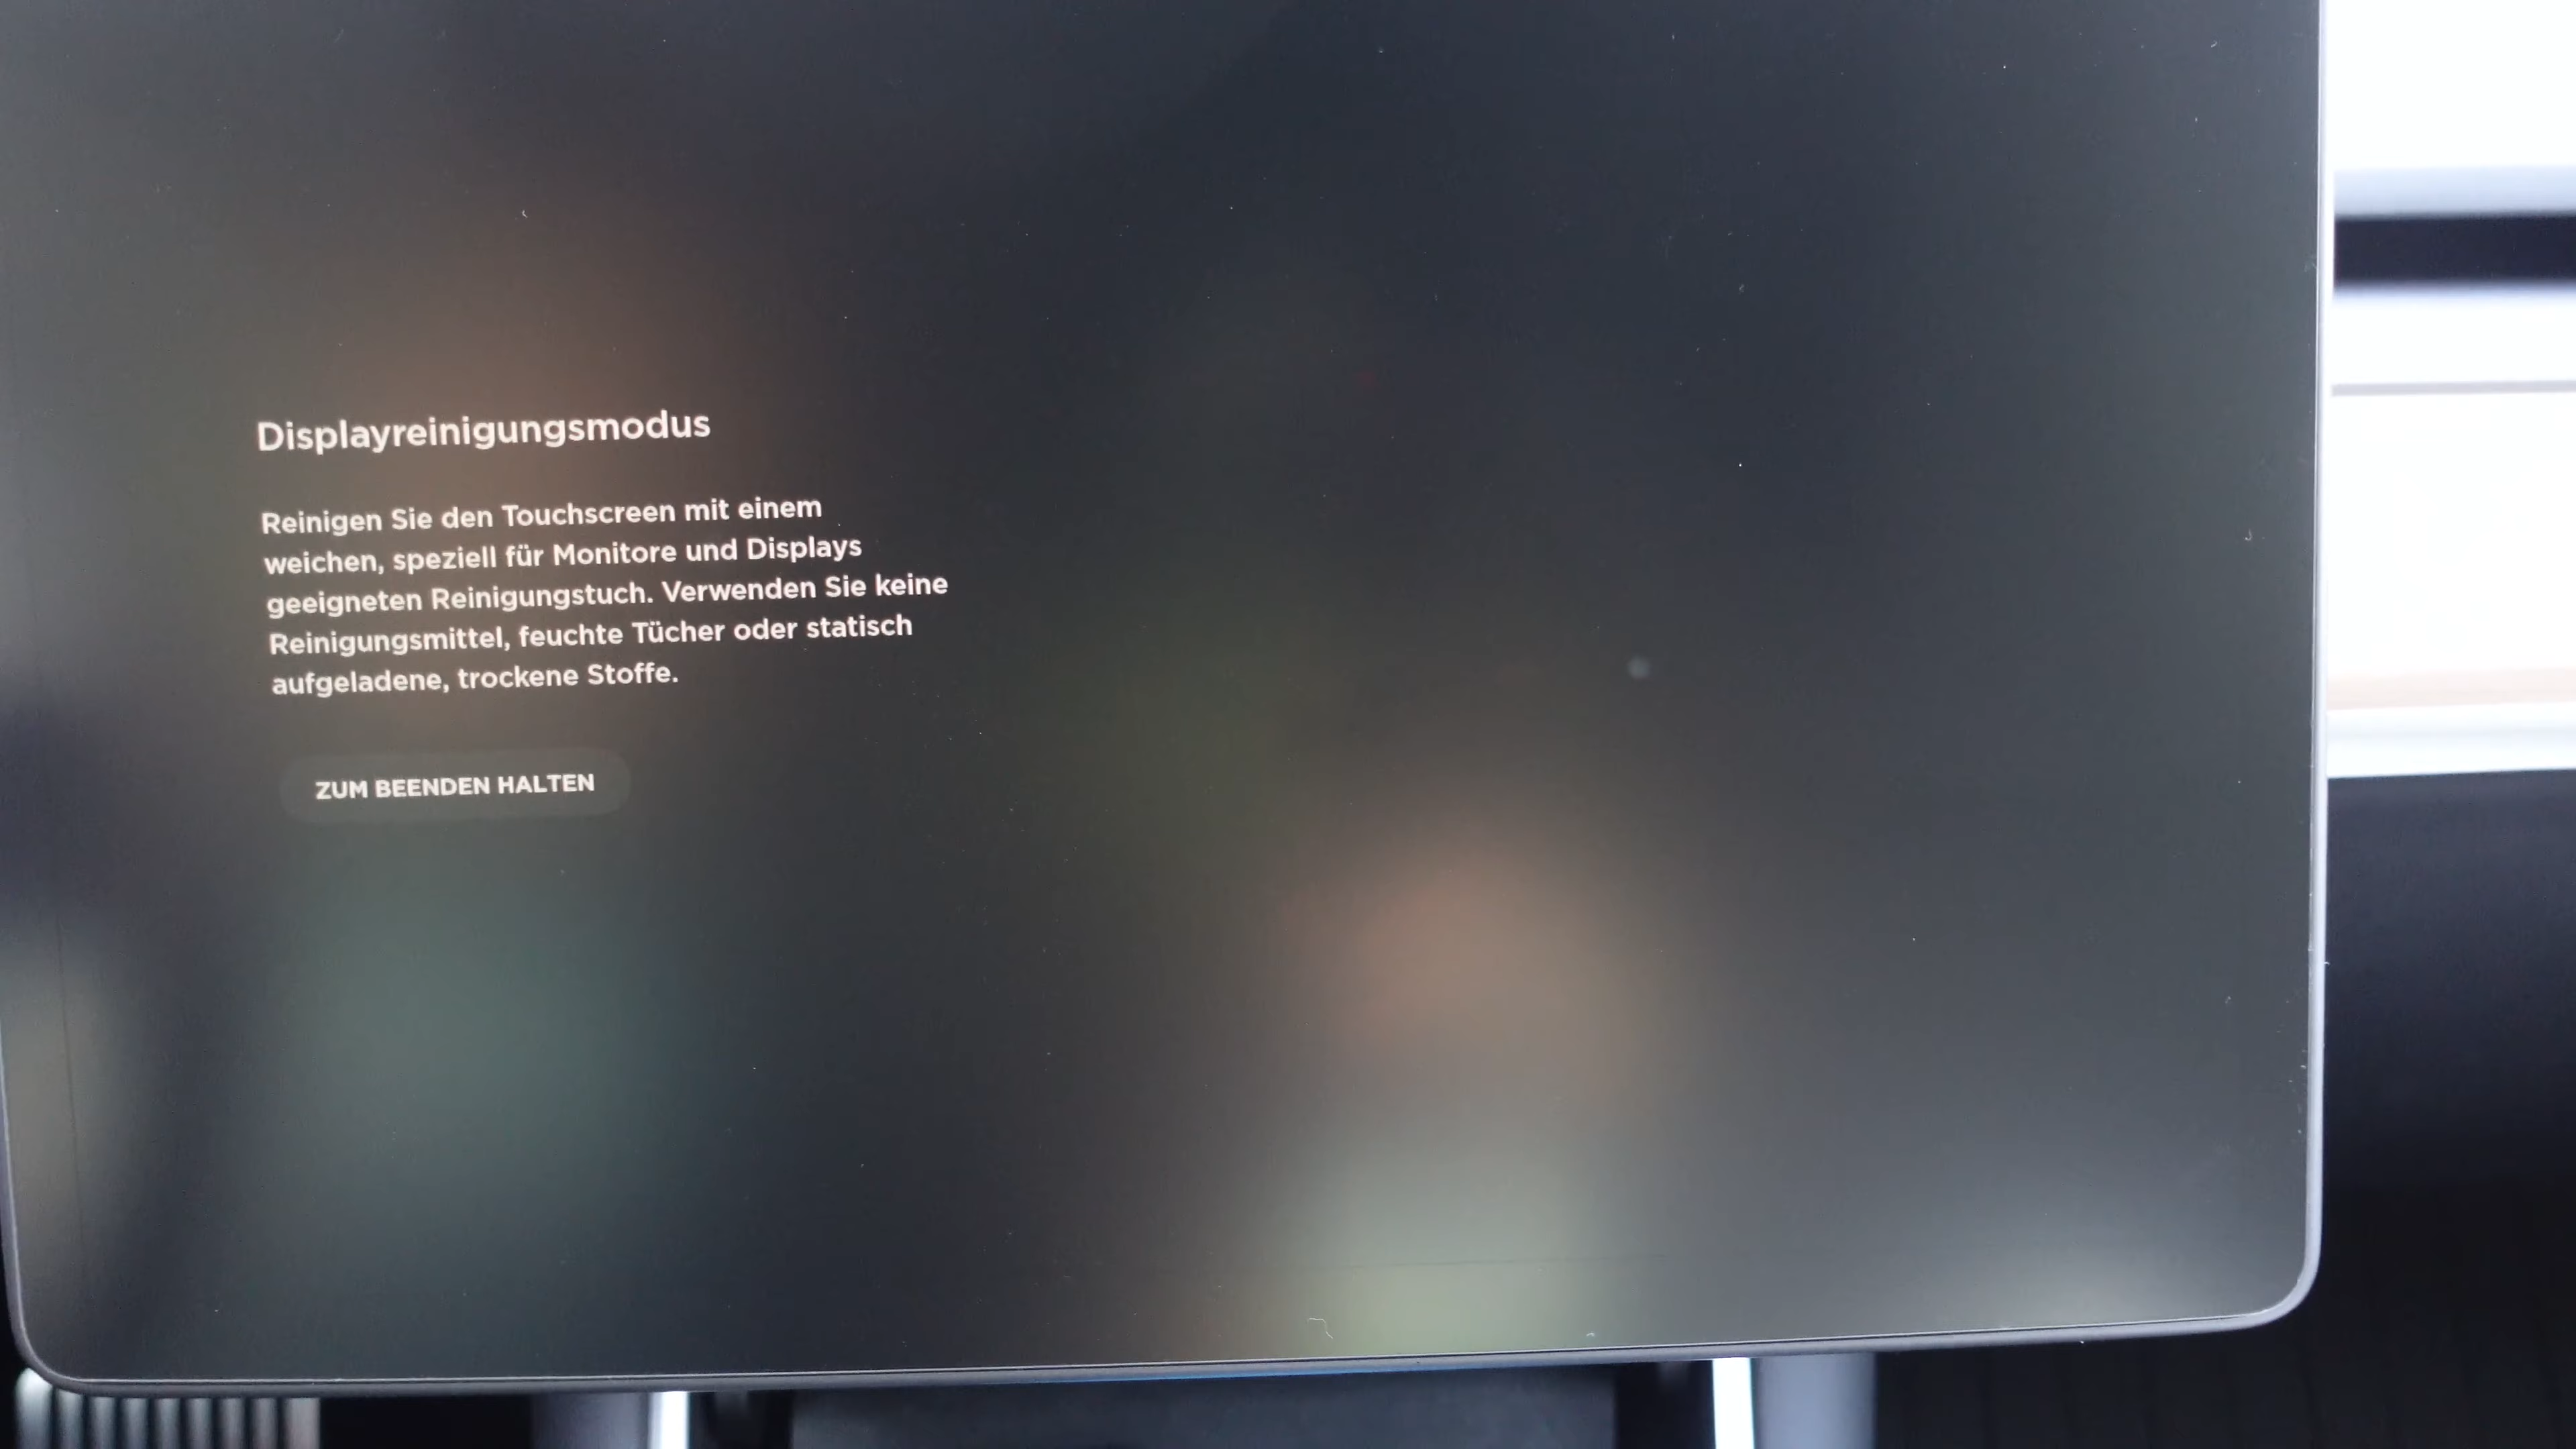 Displayreinigungsmodus
Reinigen Sie den Touchscreen mit einem
weichen, speziell für Monitore und Displays
geeigneten Reinigungstuch. Verwenden Sie keine
Reinigungsmittel, feuchte Tücher oder statisch
aufgeladene, trockene Stoffe.
ZUM BEENDEN HALTEN